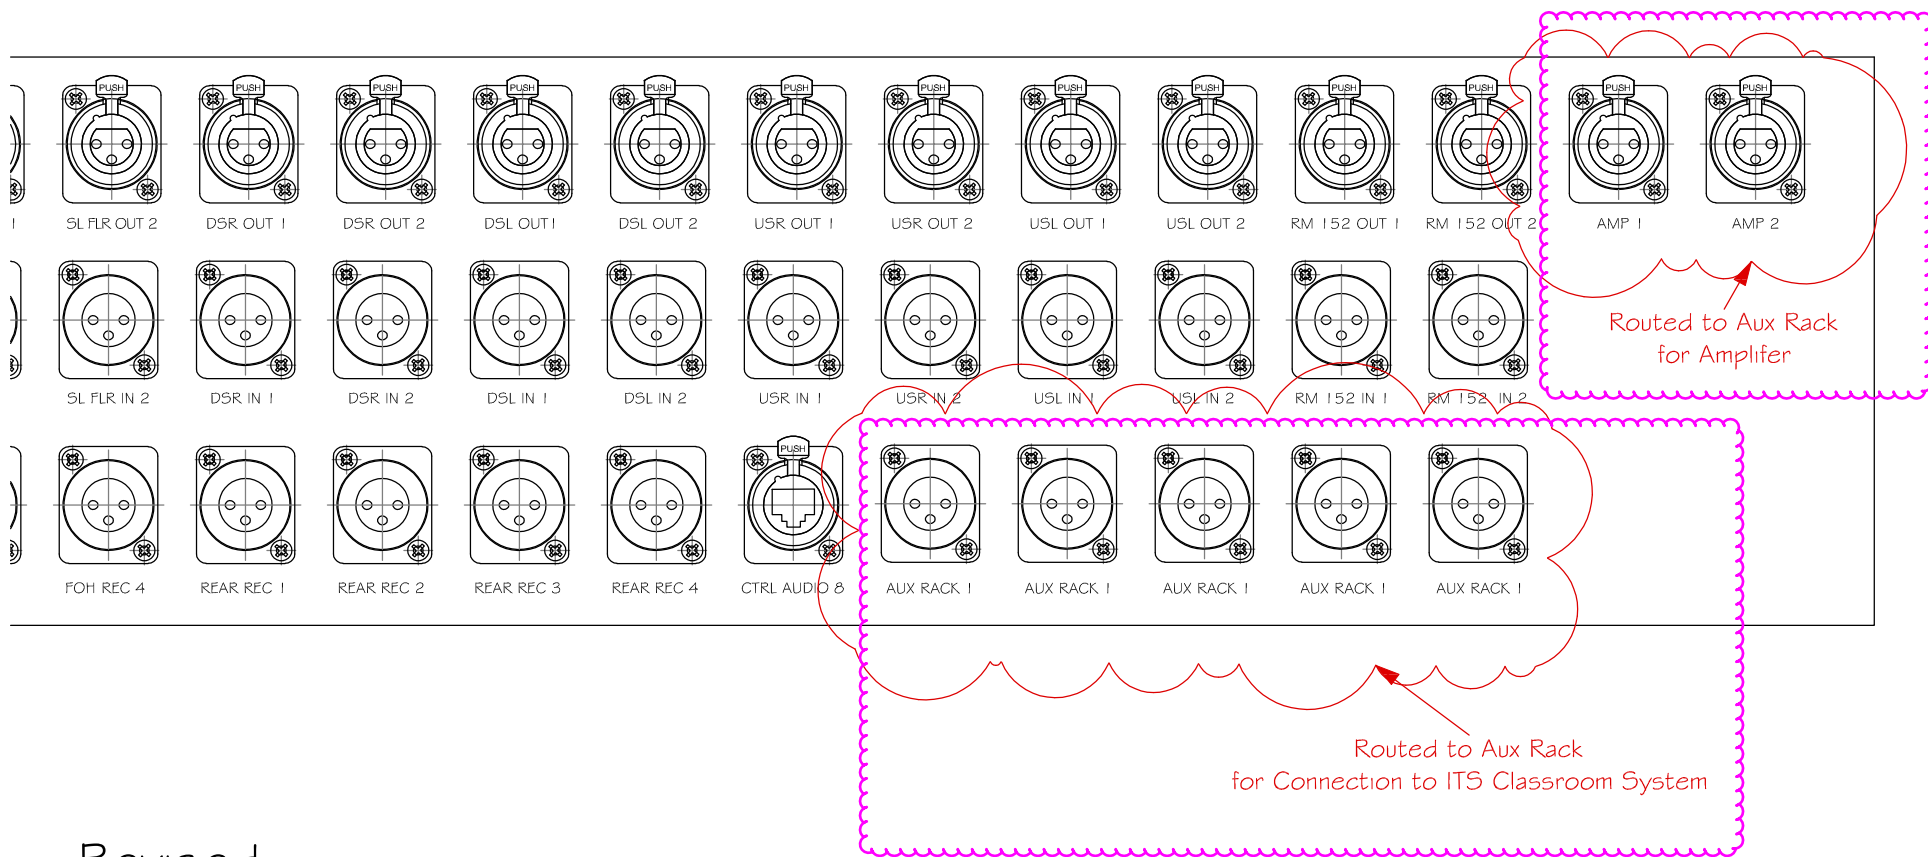 PUSH PUSH PUSH PUSH PUSH PUSH PUSH PUSH PUSH PUSH PUSH PUSH PUSH
1 SL FLR OUT 2 DSR OUT 1 DSR OUT 2 DSL OUT1 DSL OUT 2 USR OUT 1 USR OUT 2 USL OUT 1 USL OUT 2 RM 152 OUT 1 RM 152 OUT 2 AMP 1 AMP 2
Routed to Aux Rack
for Amplifer
SL FLR IN 2 DSR IN 1 DSR IN 2 DSL IN 1 DSL IN 2 USR IN 1 USR IN 2 USL IN 1 USL IN 2 RM 152 IN 1 RM 152 IN 2
PUSH
FOH REC 4 REAR REC 1 REAR REC 2 REAR REC 3 REAR REC 4 CTRL AUDIO 8 AUX RACK 1 AUX RACK 1 AUX RACK 1 AUX RACK 1 AUX RACK 1
Routed to Aux Rack
for Connection to ITS Classroom System
Revised